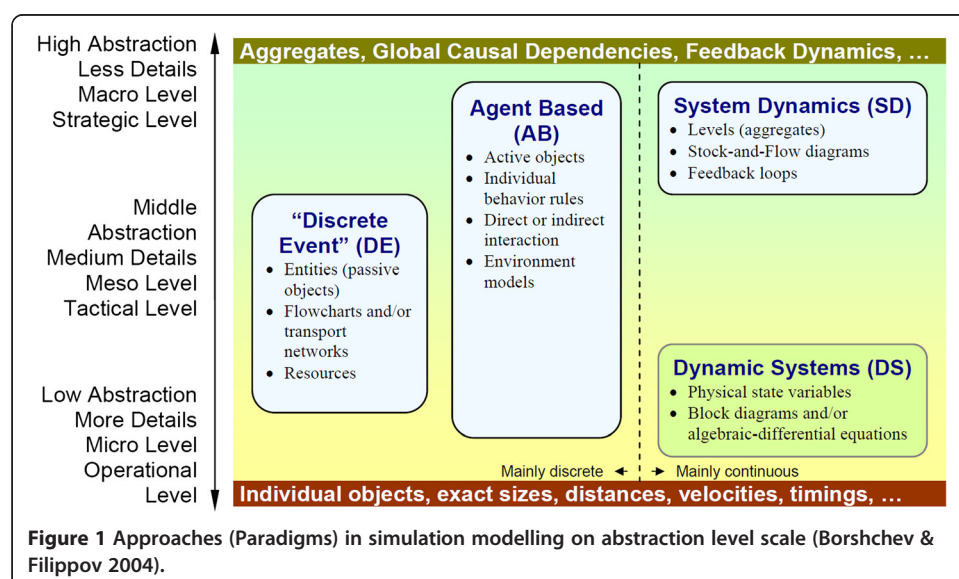 High Abstraction
Less Details
Macro Level
Strategic Level
Middle
Abstraction
Medium Details
Meso Level
Tactical Level
Low Abstraction
More Details
Micro Level
Operational
Level
Aggregates, Global Causal Dependencies, Feedback Dynamics, …
“Discrete
Event” (DE)
• Entities (passive
objects)
• Flowcharts and/or
transport
networks
• Resources
Agent Based
(AB)
• Active objects
• Individual
behavior rules
• Direct or indirect
interaction
• Environment
models
System Dynamics (SD)
• Levels (aggregates)
• Stock-and-Flow diagrams
• Feedback loops
Dynamic Systems (DS)
• Physical state variables
• Block diagrams and/or
algebraic-differential equations
Mainly discrete
Mainly continuous
Individual objects, exact sizes, distances, velocities, timings, …
Figure 1 Approaches (Paradigms) in simulation modelling on abstraction level scale (Borshchev &
Filippov 2004).